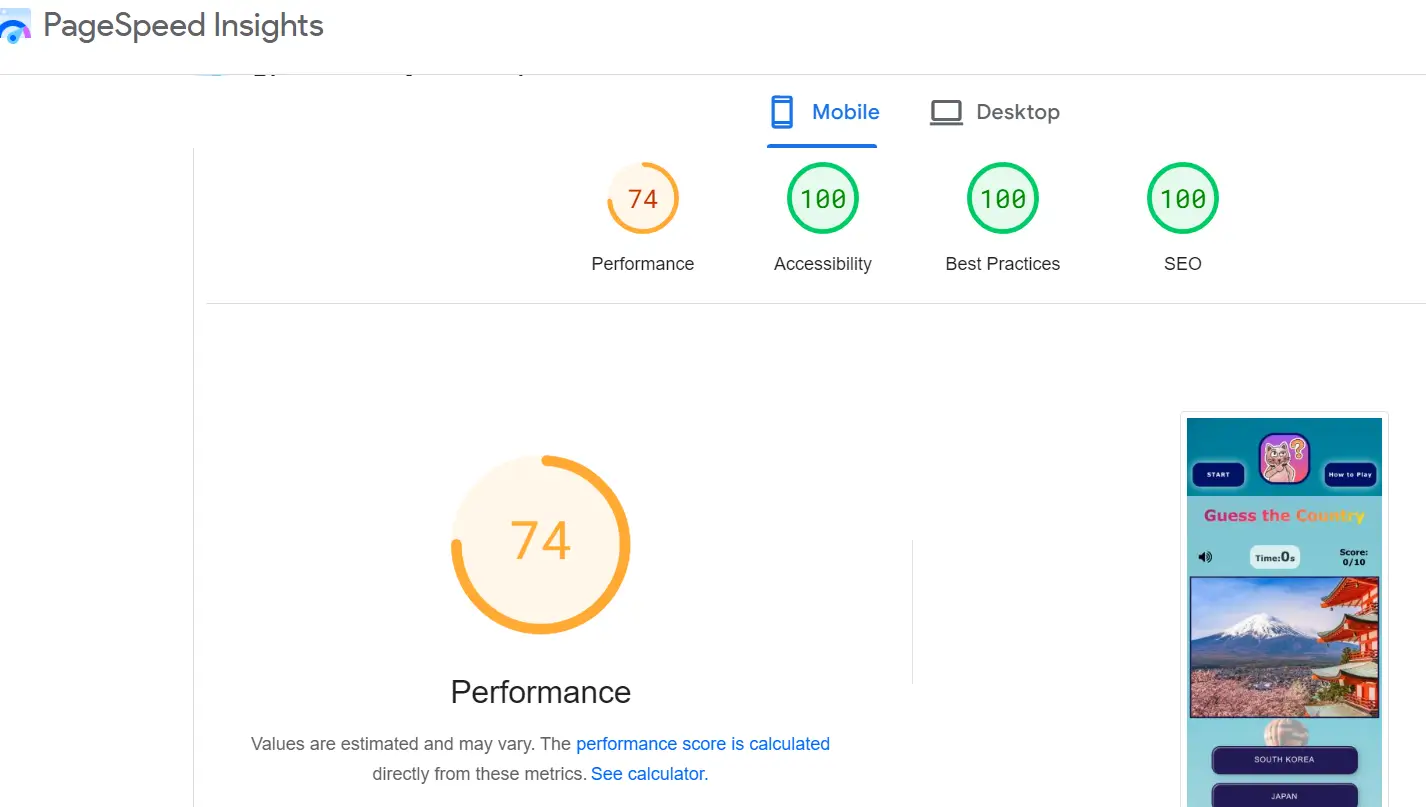 PageSpeed Insights
Mobile
Desktop
74
100
100
100
Performance
Accessibility
Best Practices
SEO
74
Performance
Values are estimated and may vary. The performance score is calculated
directly from these metrics. See calculator.
START
?
How to Play
Guess the Country
Time:0s
Score:
0/10
SOUTH KOREA
JAPAN